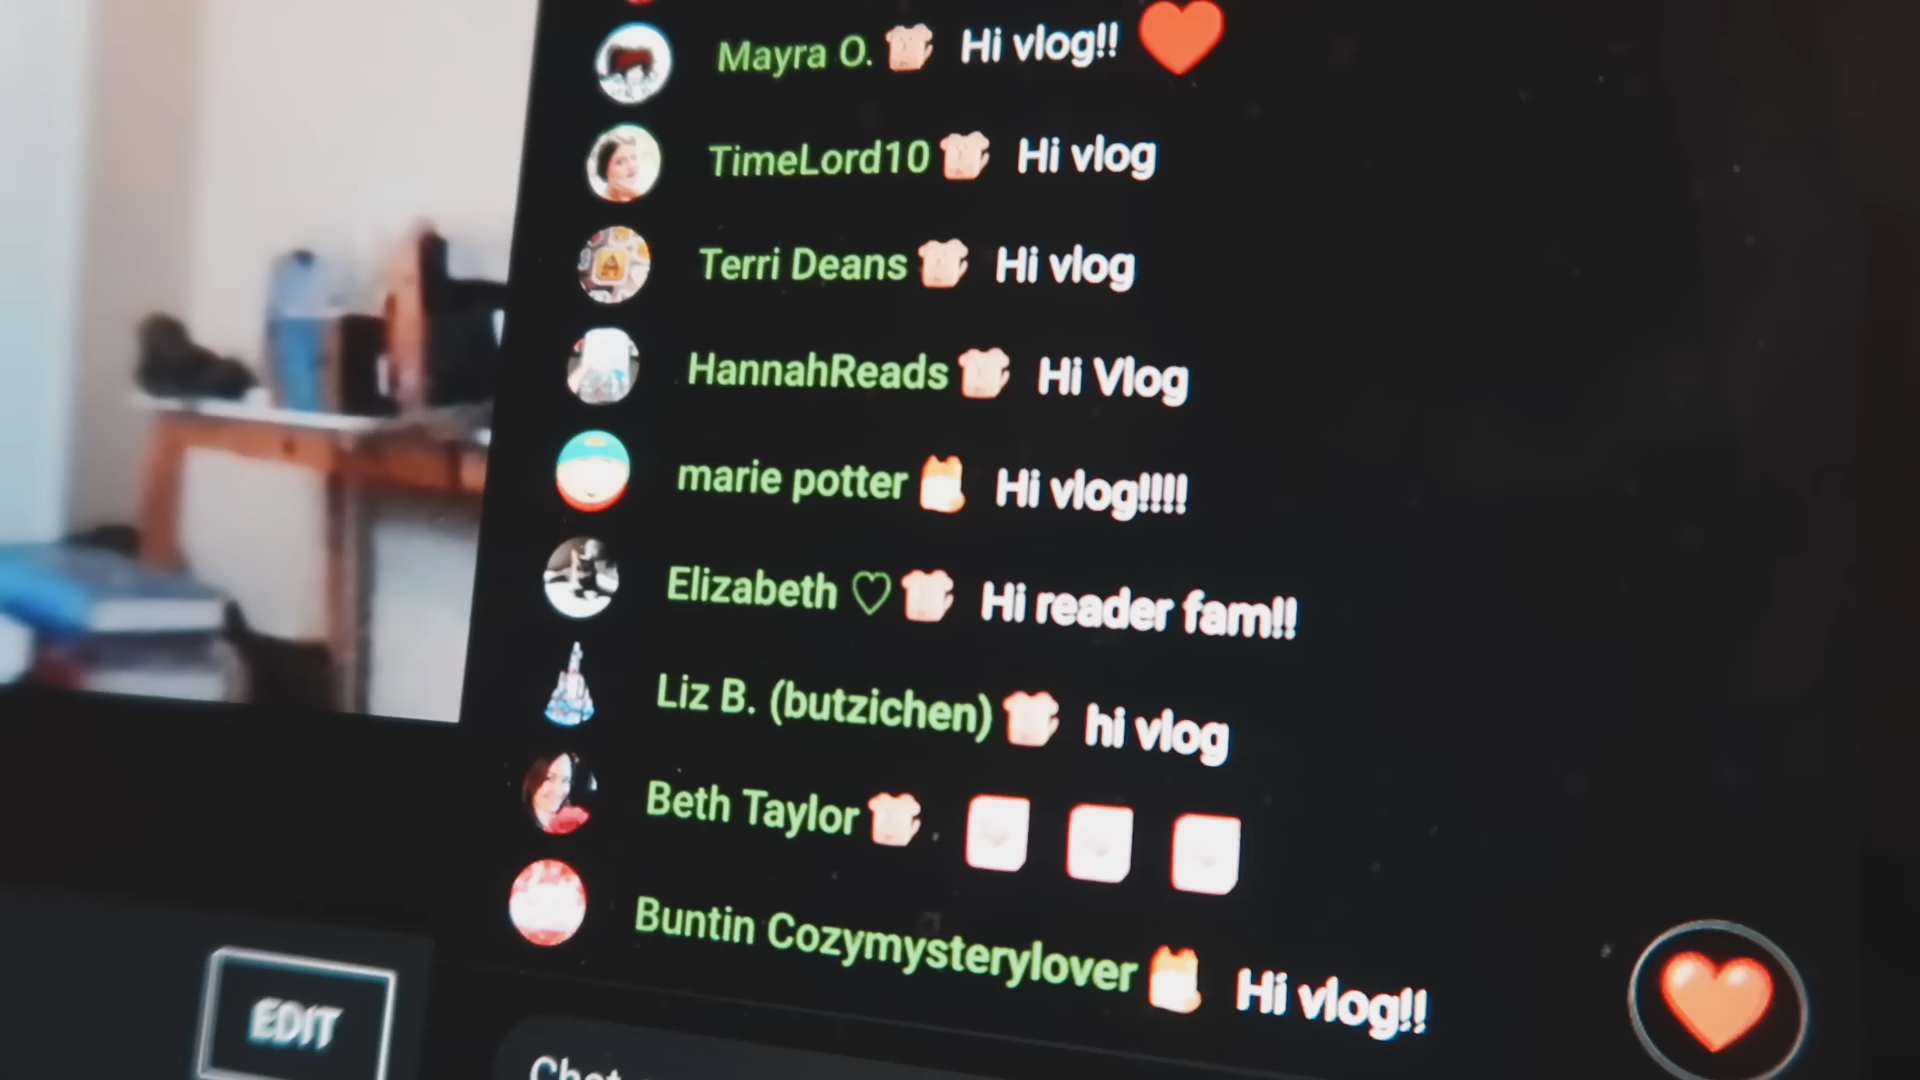 Mayra O. Hi vlog!!
TimeLord10 Hi vlog
Terri Deans Hi vlog
HannahReads Hi Vlog
marie potter Hi vlog!!!!
Elizabeth ♡ Hi reader fam!!
Liz B. (butzichen) hi vlog
Beth Taylor
Buntin Cozymysterylover Hi vlog!!
EDIT
Chat